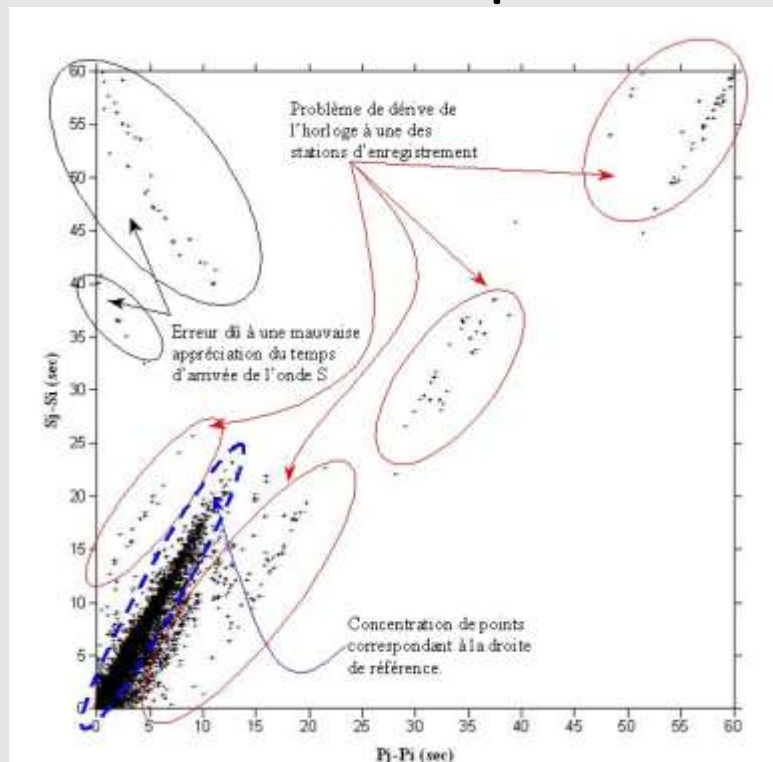 Problème de dérive de
l'horloge à une des
stations d'enregistrement
Erreur dû à une mauvaise
appréciation du temps
d'arrivée de l'onde S
Concentration de points
correspondant à la droite
de référence.
Sj-Si (sec)
60
55
50
45
40
35
30
25
20
15
10
5
0
0 5 10 15 20 25 30 35 40 45 50 55 60
Pj-Pi (sec)